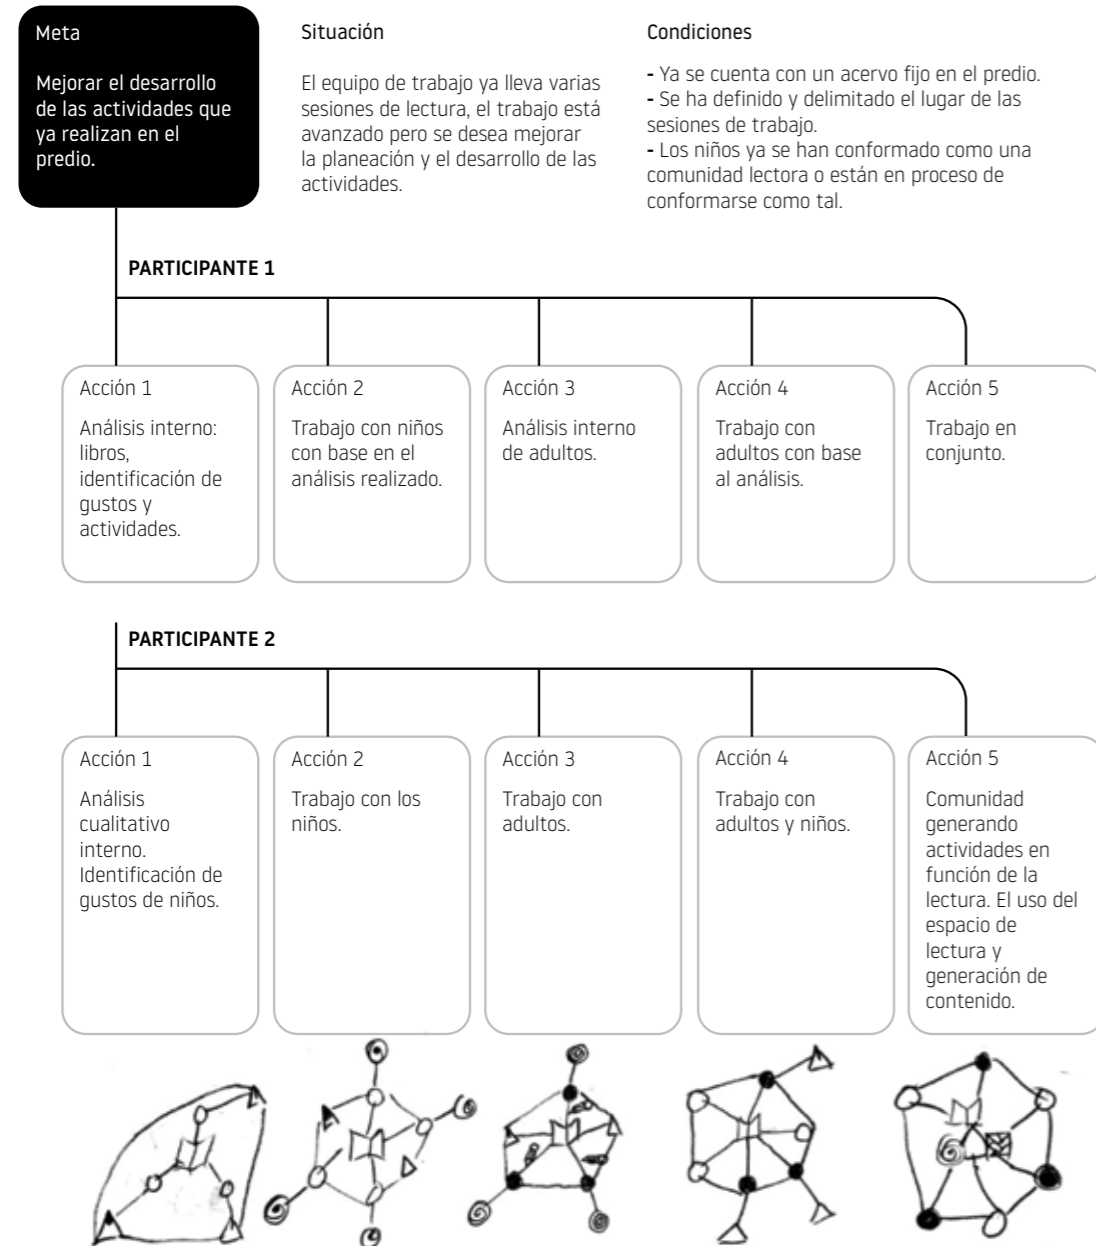 Meta
Mejorar el desarrollo
de las actividades que
ya realizan en el
predio.
Situación
El equipo de trabajo ya lleva varias
sesiones de lectura, el trabajo está
avanzado pero se desea mejorar
la planeación y el desarrollo de las
actividades.
Condiciones
- Ya se cuenta con un acervo fijo en el predio.
- Se ha definido y delimitado el lugar de las
sesiones de trabajo.
- Los niños ya se han conformado como una
comunidad lectora o están en proceso de
conformarse como tal.
PARTICIPANTE 1
Acción 1
Análisis interno:
libros,
identificación de
gustos y
actividades.
Acción 2
Trabajo con niños
con base en el
análisis realizado.
Acción 3
Análisis interno
de adultos.
Acción 4
Trabajo con
adultos con base
al análisis.
Acción 5
Trabajo en
conjunto.
PARTICIPANTE 2
Acción 1
Análisis
cualitativo
interno.
Identificación de
gustos de niños.
Acción 2
Trabajo con los
niños.
Acción 3
Trabajo con
adultos.
Acción 4
Trabajo con
adultos y niños.
Acción 5
Comunidad
generando
actividades en
función de la
lectura. El uso del
espacio de
lectura y
generación de
contenido.